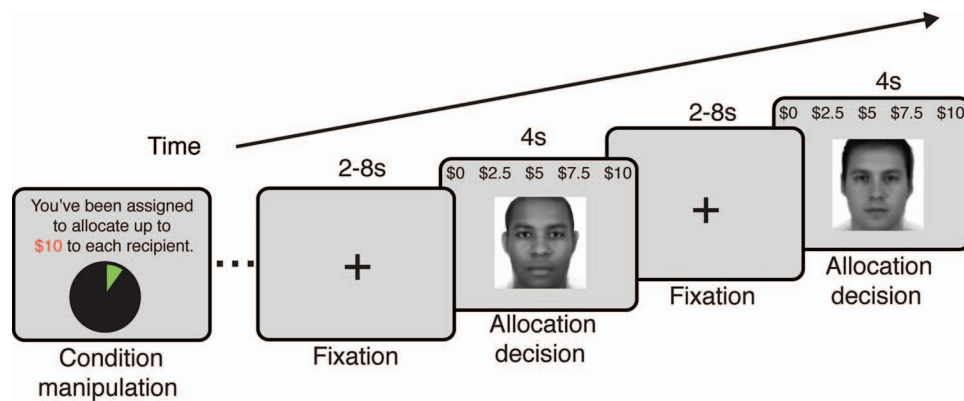 Time
You've been assigned
to allocate up to
$10 to each recipient.
Condition
manipulation
2-8s
+
Fixation
4s
$0 $2.5 $5 $7.5 $10
Allocation
decision
2-8s
+
Fixation
4s
$0 $2.5 $5 $7.5 $10
Allocation
decision